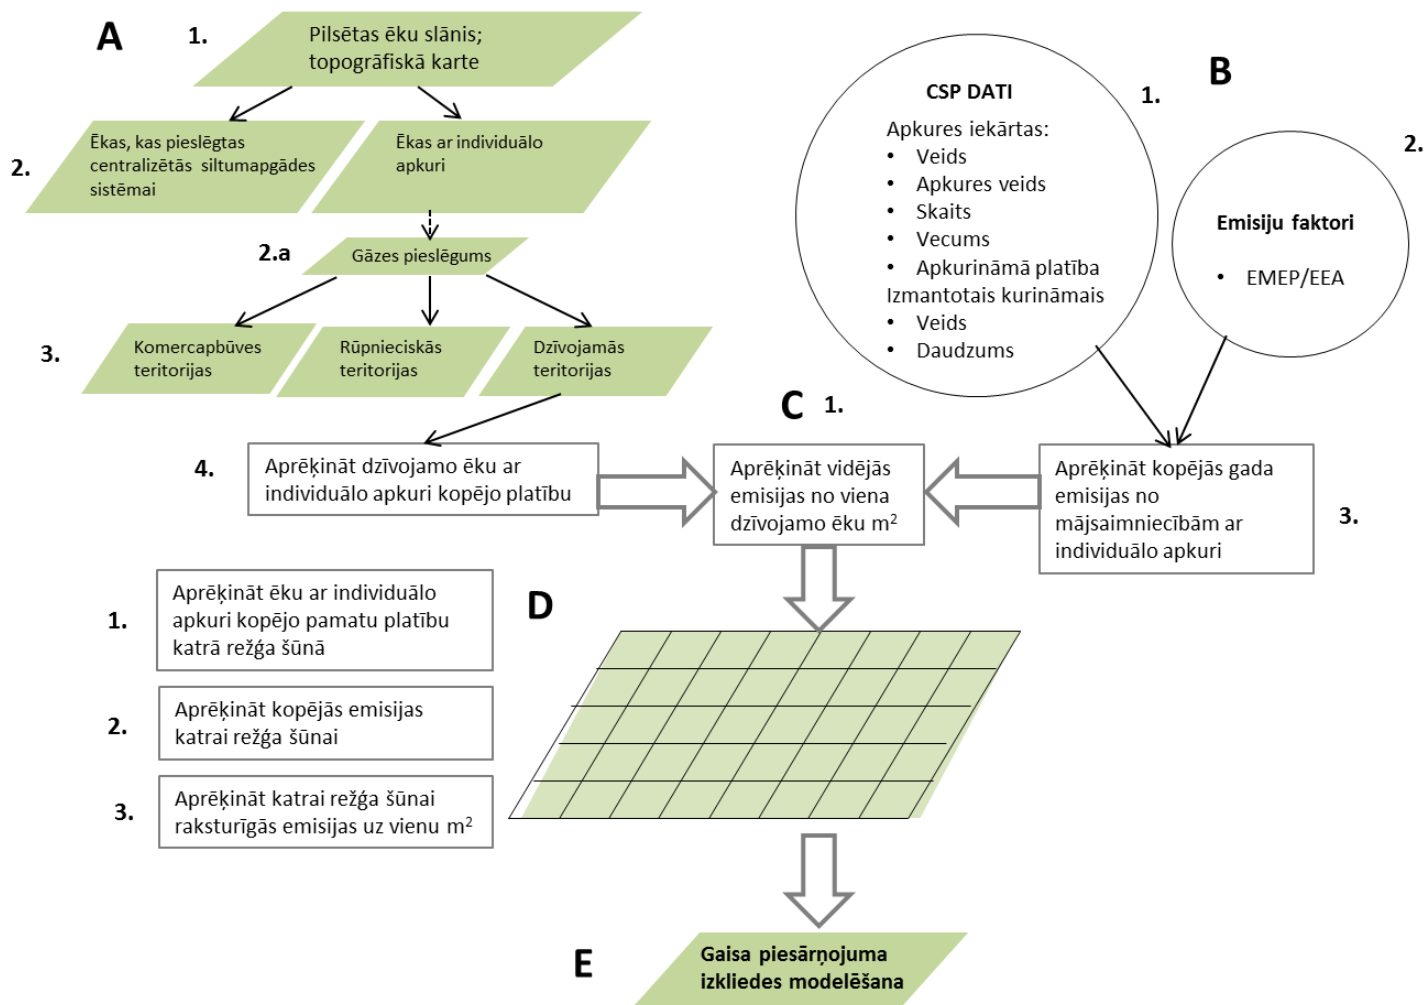 A
1.
Pilsētas ēku slānis;
topogrāfiskā karte
2.
Ēkas, kas pieslēgtas
centralizētās siltumapgādes
sistēmai
Ēkas ar individuālo
apkuri
2.a
Gāzes pieslēgums
3.
Komercapbūves
teritorijas
Rūpnieciskās
teritorijas
Dzīvojamās
teritorijas
4.
Aprēķināt dzīvojamo ēku ar
individuālo apkuri kopējo platību
B
1.
CSP DATI
Apkures iekārtas:
• Veids
• Apkures veids
• Skaits
• Vecums
• Apkurināmā platība
Izmantotais kurināmais
• Veids
• Daudzums
2.
Emisiju faktori
• EMEP/EEA
3.
Aprēķināt kopējās gada
emisijas no
mājsaimniecībām ar
individuālo apkuri
C
1.
Aprēķināt vidējās
emisijas no viena
dzīvojamo ēku m²
D
1.
Aprēķināt ēku ar individuālo
apkuri kopējo pamatu platību
katrā režģa šūnā
2.
Aprēķināt kopējās emisijas
katrai režģa šūnai
3.
Aprēķināt katrai režģa šūnai
raksturīgās emisijas uz vienu m²
E
Gaisa piesārņojuma
izkliedes modelēšana